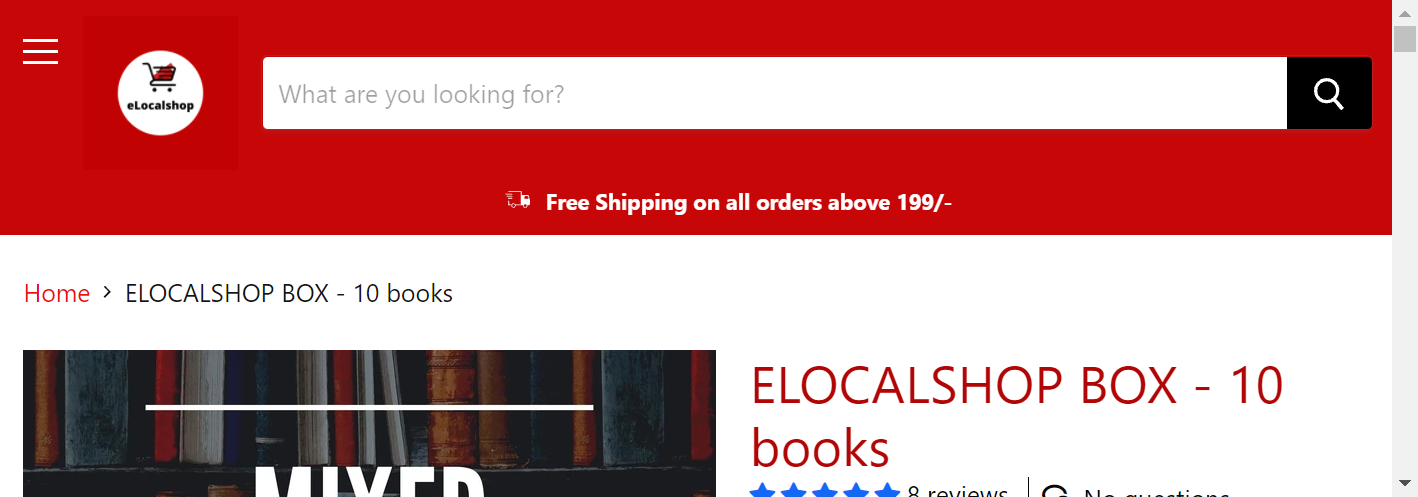 eLocalshop
What are you looking for?
Free Shipping on all orders above 199/-
Home > ELOCALSHOP BOX - 10 books
MIXED
ELOCALSHOP BOX - 10
books
8 reviews
No questions